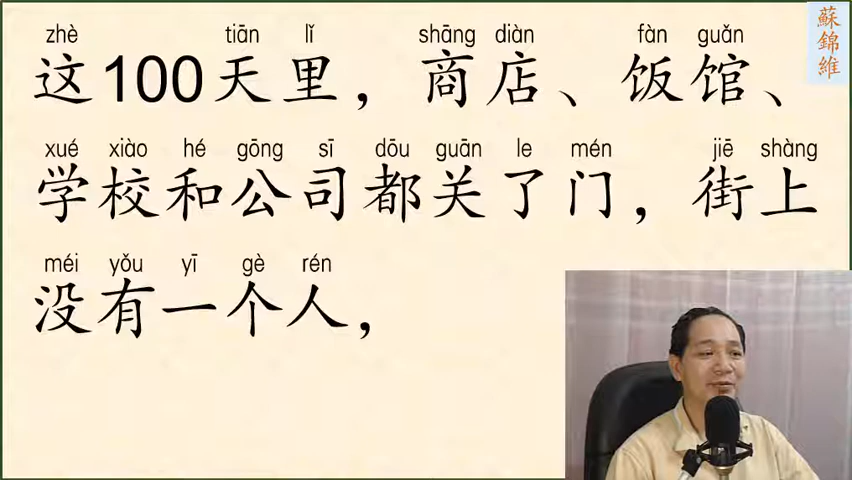 zhè tiān lǐ shāng diàn fàn guǎn
这100天里，商店、饭馆、
xué xiào hé gōng sī dōu guān le mén jiē shàng
学校和公司都关了门，街上
méi yǒu yī gè rén
没有一个人，
蘇錦維